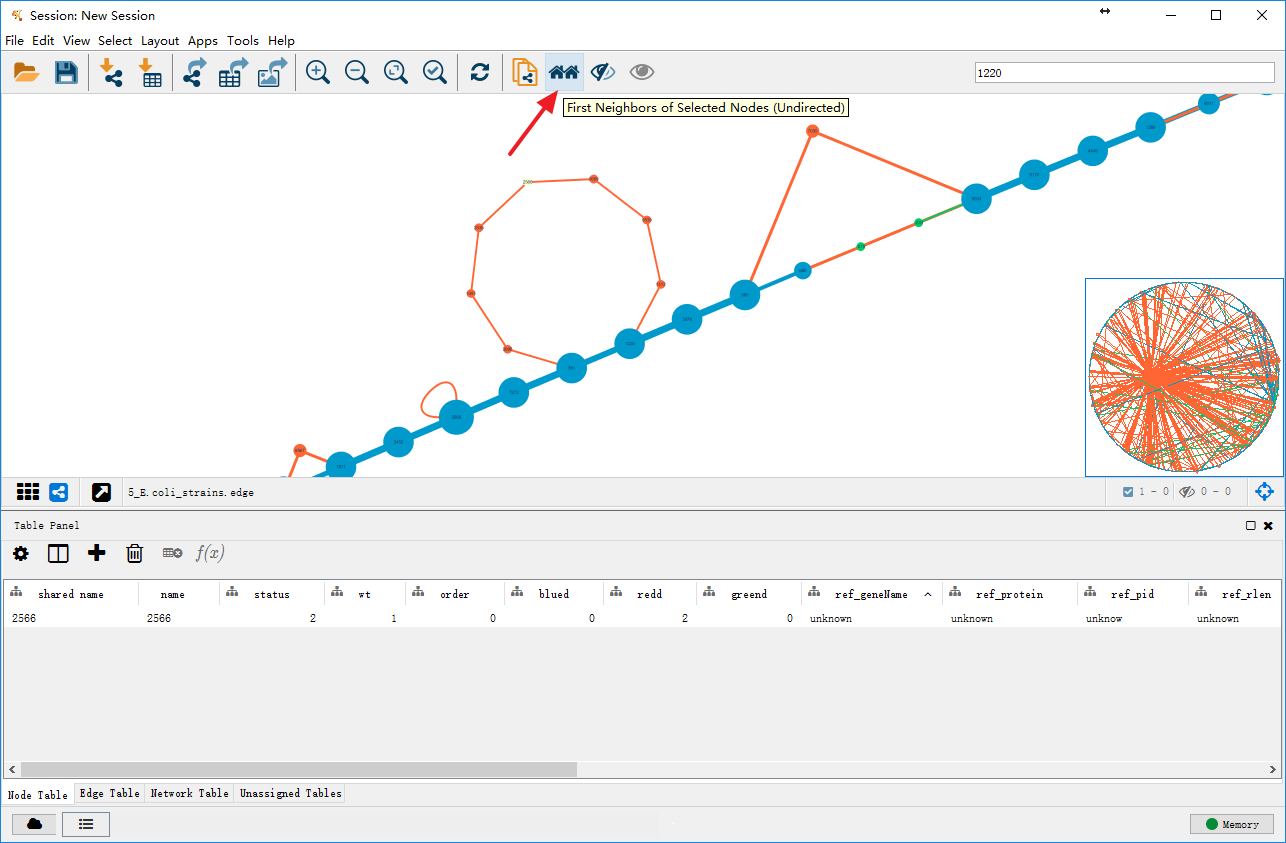 Session: New Session
File Edit View Select Layout Apps Tools Help
1220
First Neighbors of Selected Nodes (Undirected)
5_E.coli_strains.edge
1 - 0
0 - 0
Table Panel
f(x)
shared name name status wt order blued redd greend ref_geneName ref_protein ref_pid ref_rlen
2566 2566 2 1 0 0 2 0 unknown unknown unknow unknown
Node Table Edge Table Network Table Unassigned Tables
Memory